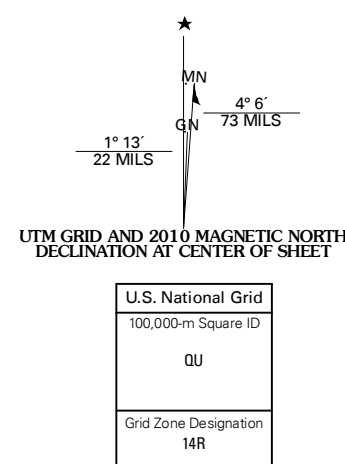 ★
MN
GN
4° 6´
73 MILS
1° 13´
22 MILS
UTM GRID AND 2010 MAGNETIC NORTH
DECLINATION AT CENTER OF SHEET
U.S. National Grid
100,000-m Square ID
QU
Grid Zone Designation
14R